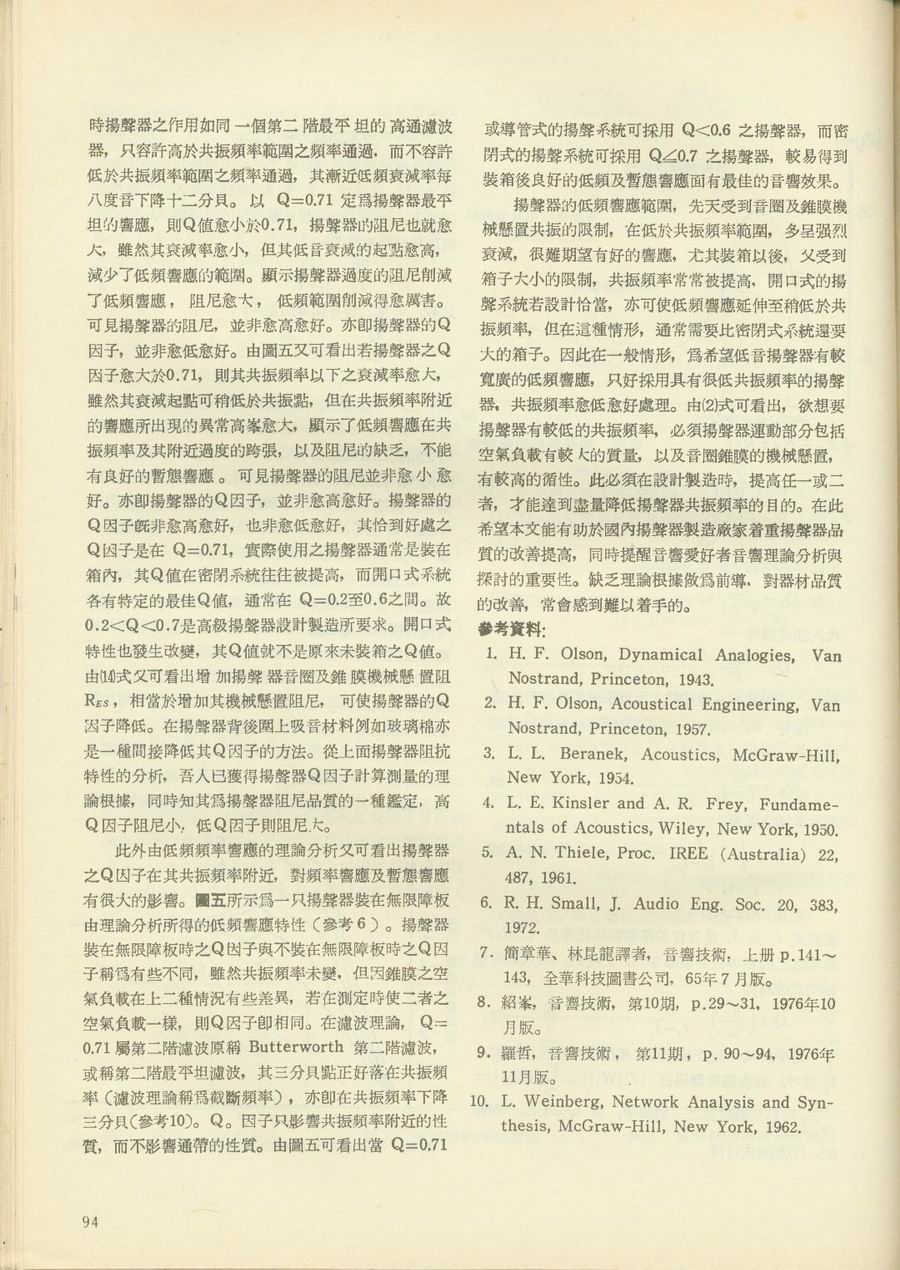 時揚聲器之作用如同一個第二階最平坦的高通濾波
器，只容許高於共振頻率範圍之頻率通過，而不容許
低於共振頻率範圍之頻率通過，其漸近低頻衰減率每
八度音下降十二分貝。以 Q=0.71 定爲揚聲器最平
坦的響應，則Q値愈小於0.71，揚聲器的阻尼也就愈
大，雖然其衰減率愈小，但其低音衰減的起點愈高，
減少了低頻響應的範圍。顯示揚聲器過度的阻尼削減
了低頻響應，阻尼愈大，低頻範圍削減得愈厲害。
可見揚聲器的阻尼，並非愈高愈好。亦卽揚聲器的Q
因子，並非愈低愈好。由圖五又可看出若揚聲器之Q
因子愈大於0.71，則其共振頻率以下之衰減率愈大，
雖然其衰減起點可稍低於共振點，但在共振頻率附近
的響應所出現的異常高峯愈大，顯示了低頻響應在共
振頻率及其附近過度的跨張，以及阻尼的缺乏，不能
有良好的暫態響應。可見揚聲器的阻尼並非愈小愈
好。亦卽揚聲器的Q因子，並非愈高愈好。揚聲器的
Q因子旣非愈高愈好，也非愈低愈好，其恰到好處之
Q因子是在 Q=0.71，實際使用之揚聲器通常是裝在
箱內，其Q値在密閉系統往往被提高，而開口式系統
各有特定的最佳Q値，通常在 Q=0.2至0.6之間。故
0.2<Q<0.7是高級揚聲器設計製造所要求。開口式
特性也發生改變，其Q値就不是原來未裝箱之Q値。
由⒁式又可看出增加揚聲器音圈及錐膜機械懸置阻
RES，相當於增加其機械懸置阻尼，可使揚聲器的Q
因子降低。在揚聲器背後圍上吸音材料例如玻璃棉亦
是一種間接降低其Q因子的方法。從上面揚聲器阻抗
特性的分析，吾人已獲得揚聲器Q因子計算測量的理
論根據，同時知其爲揚聲器阻尼品質的一種鑑定，高
Q因子阻尼小，低Q因子則阻尼大。
此外由低頻頻率響應的理論分析又可看出揚聲器
之Q因子在其共振頻率附近，對頻率響應及暫態響應
有很大的影響。圖五所示爲一只揚聲器裝在無限障板
由理論分析所得的低頻響應特性（參考6）。揚聲器
裝在無限障板時之Q因子與不裝在無限障板時之Q因
子稱爲有些不同，雖然共振頻率未變，但因錐膜之空
氣負載在上二種情況有些差異，若在測定時使二者之
空氣負載一樣，則Q因子卽相同。在濾波理論，Q=
0.71 屬第二階濾波原稱 Butterworth 第二階濾波，
或稱第二階最平坦濾波，其三分貝點正好落在共振頻
率（濾波理論稱爲截斷頻率），亦卽在共振頻率下降
三分貝（參考10）。Q。因子只影響共振頻率附近的性
質，而不影響通帶的性質。由圖五可看出當 Q=0.71
或導管式的揚聲系統可採用 Q<0.6 之揚聲器，而密
閉式的揚聲系統可採用 Q≦0.7 之揚聲器，較易得到
裝箱後良好的低頻及暫態響應面有最佳的音響效果。
揚聲器的低頻響應範圍，先天受到音圈及錐膜機
械懸置共振的限制，在低於共振頻率範圍，多呈强烈
衰減，很難期望有好的響應，尤其裝箱以後，父受到
箱子大小的限制，共振頻率常常被提高，開口式的揚
聲系統若設計恰當，亦可使低頻響應延伸至稍低於共
振頻率，但在這種情形，通常需要比密閉式系統還要
大的箱子。因此在一般情形，爲希望低音揚聲器有較
寬廣的低頻響應，只好採用具有很低共振頻率的揚聲
器，共振頻率愈低愈好處理。由⑵式可看出，欲想要
揚聲器有較低的共振頻率，必須揚聲器運動部分包括
空氣負載有較大的質量，以及音圈錐膜的機械懸置，
有較高的循性。此必須在設計製造時，提高任一或二
者，才能達到盡量降低揚聲器共振頻率的目的。在此
希望本文能有助於國內揚聲器製造廠家着重揚聲器品
質的改善提高，同時提醒音響愛好者音響理論分析與
探討的重要性。缺乏理論根據做爲前導，對器材品質
的改善，常會感到難以着手的。
參考資料：
1. H. F. Olson, Dynamical Analogies, Van
Nostrand, Princeton, 1943.
2. H. F. Olson, Acoustical Engineering, Van
Nostrand, Princeton, 1957.
3. L. L. Beranek, Acoustics, McGraw-Hill,
New York, 1954.
4. L. E. Kinsler and A. R. Frey, Fundame-
ntals of Acoustics, Wiley, New York, 1950.
5. A. N. Thiele, Proc. IREE (Australia) 22,
487, 1961.
6. R. H. Small, J. Audio Eng. Soc. 20, 383,
1972.
7. 簡章華、林昆龍譯者，音響技術，上册 p.141～
143，全華科技圖書公司，65年7月版。
8. 紹峯，音響技術，第10期，p.29～31，1976年10
月版。
9. 羅哲，音響技術，第11期，p. 90～94，1976年
11月版。
10. L. Weinberg, Network Analysis and Syn-
thesis, McGraw-Hill, New York, 1962.
94